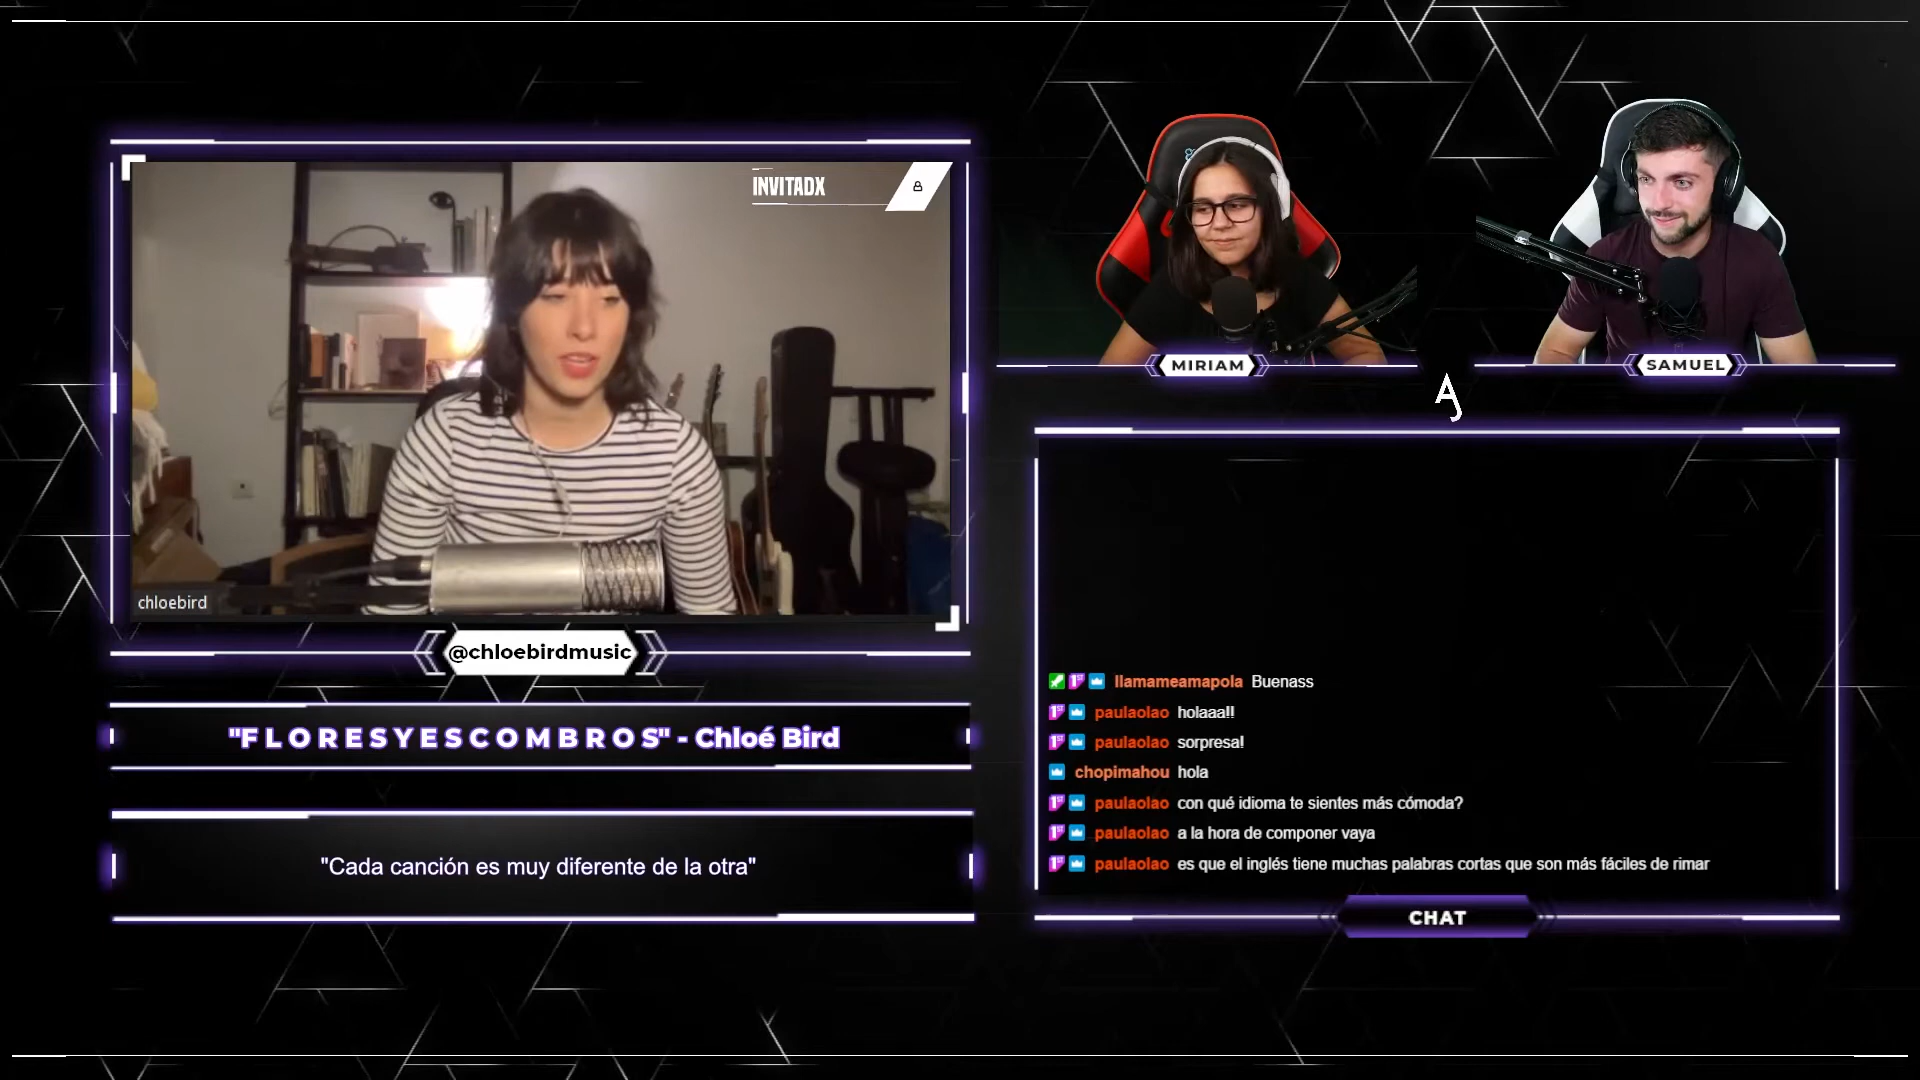 INVITADX
chloebird
@chloebirdmusic
"F L O R E S Y E S C O M B R O S" - Chloé Bird
"Cada canción es muy diferente de la otra"
MIRIAM
SAMUEL
AJ
llamameamapola Buenass
paulaolao holaaa!!
paulaolao sorpresa!
chopimahou hola
paulaolao con qué idioma te sientes más cómoda?
paulaolao a la hora de componer vaya
paulaolao es que el inglés tiene muchas palabras cortas que son más fáciles de rimar
CHAT